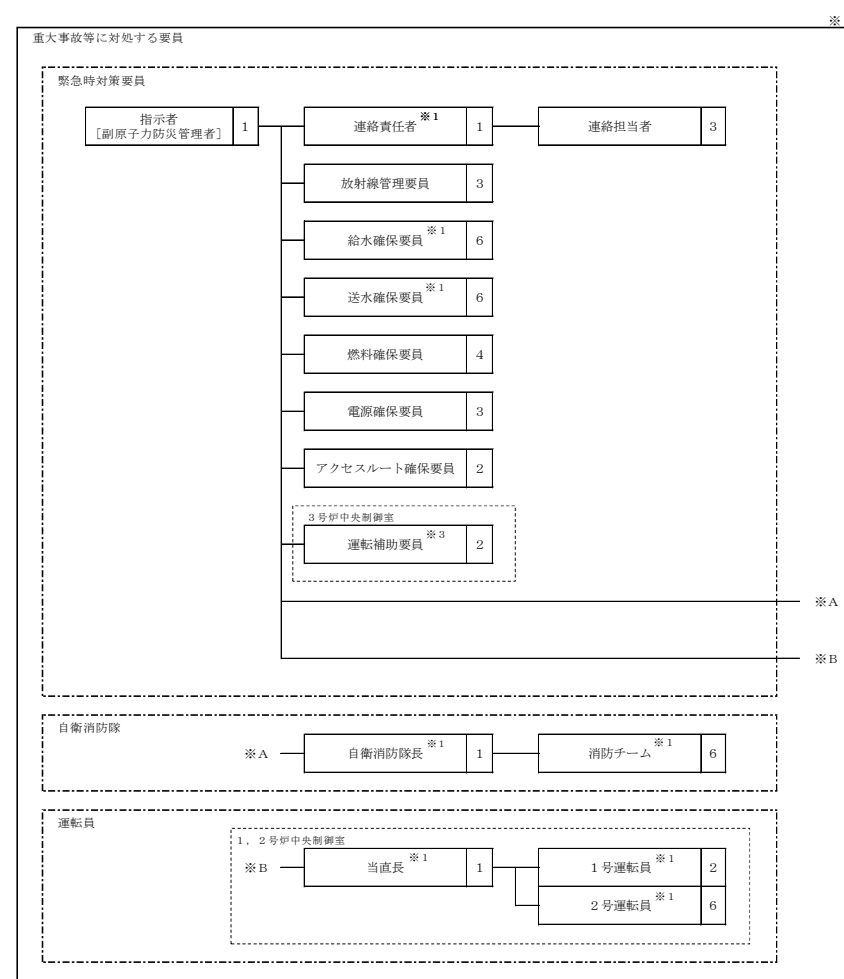 ※
重大事故等に対処する要員
緊急時対策要員
指示者
[副原子力防災管理者]
1
連絡責任者※1
1
連絡担当者
3
放射線管理要員
3
給水確保要員※1
6
送水確保要員※1
6
燃料確保要員
4
電源確保要員
3
アクセスルート確保要員
2
3号炉中央制御室
運転補助要員※3
2
※A
※B
自衛消防隊
※A
自衛消防隊長※1
1
消防チーム※1
6
運転員
1,2号炉中央制御室
※B
当直長※1
1
1号運転員※1
2
2号運転員※1
6